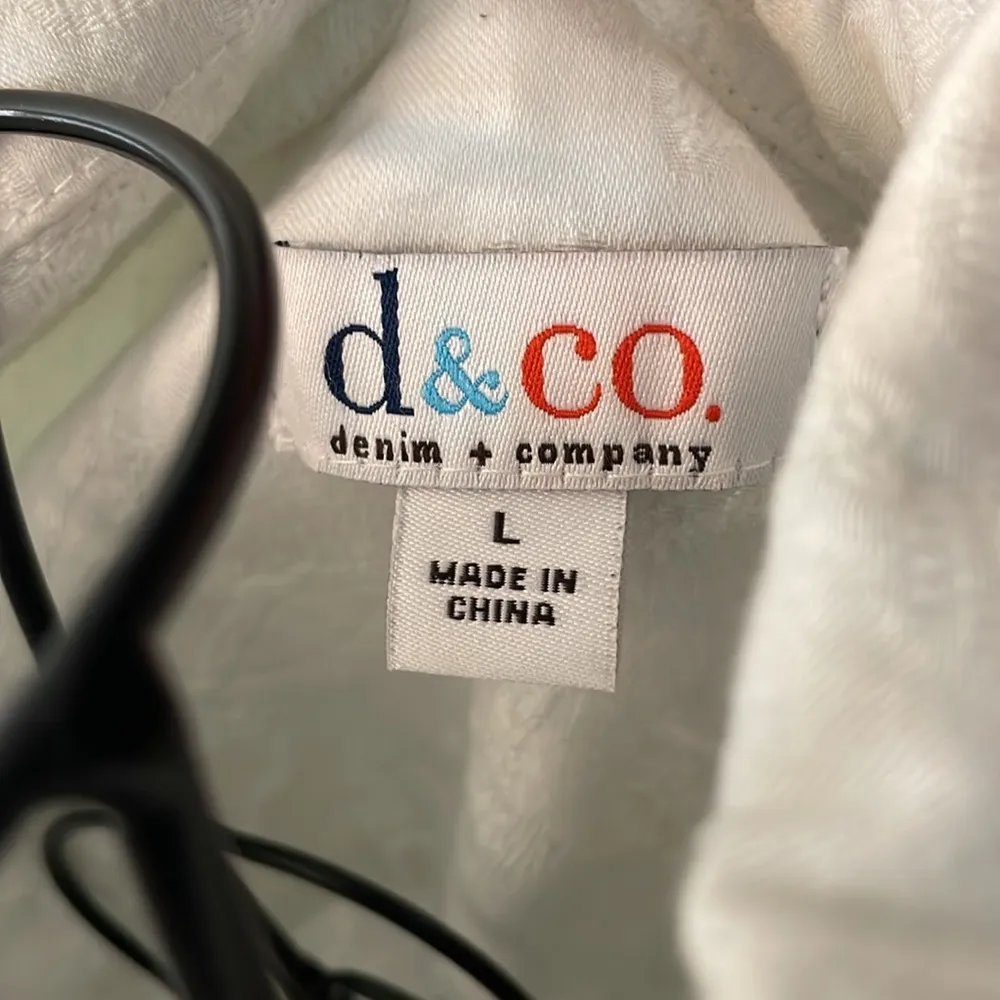 d&co.
denim + company
L
MADE IN
CHINA